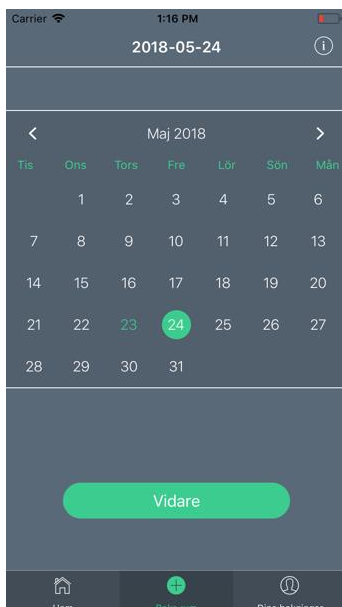 Carrier 1:16 PM
2018-05-24
Maj 2018
Tis Ons Tors Fre Lör Sön Mån
1 2 3 4 5 6
7 8 9 10 11 12 13
14 15 16 17 18 19 20
21 22 23 24 25 26 27
28 29 30 31
Vidare